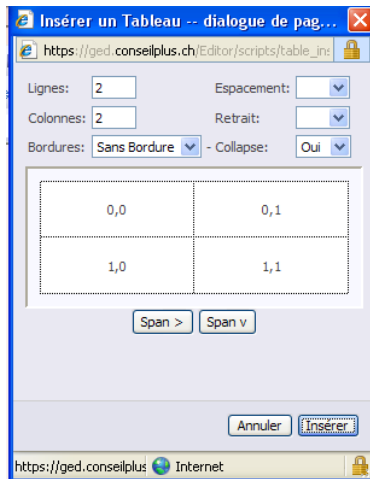 Insérer un Tableau -- dialogue de pag...
https://ged.conseilplus.ch/Editor/scripts/table_in
Lignes: 2 Espacement:
Colonnes: 2 Retrait:
Bordures: Sans Bordure - Collapse: Oui
0,0 0,1
1,0 1,1
Span > Span v
Annuler Insérer
https://ged.conseilplus Internet